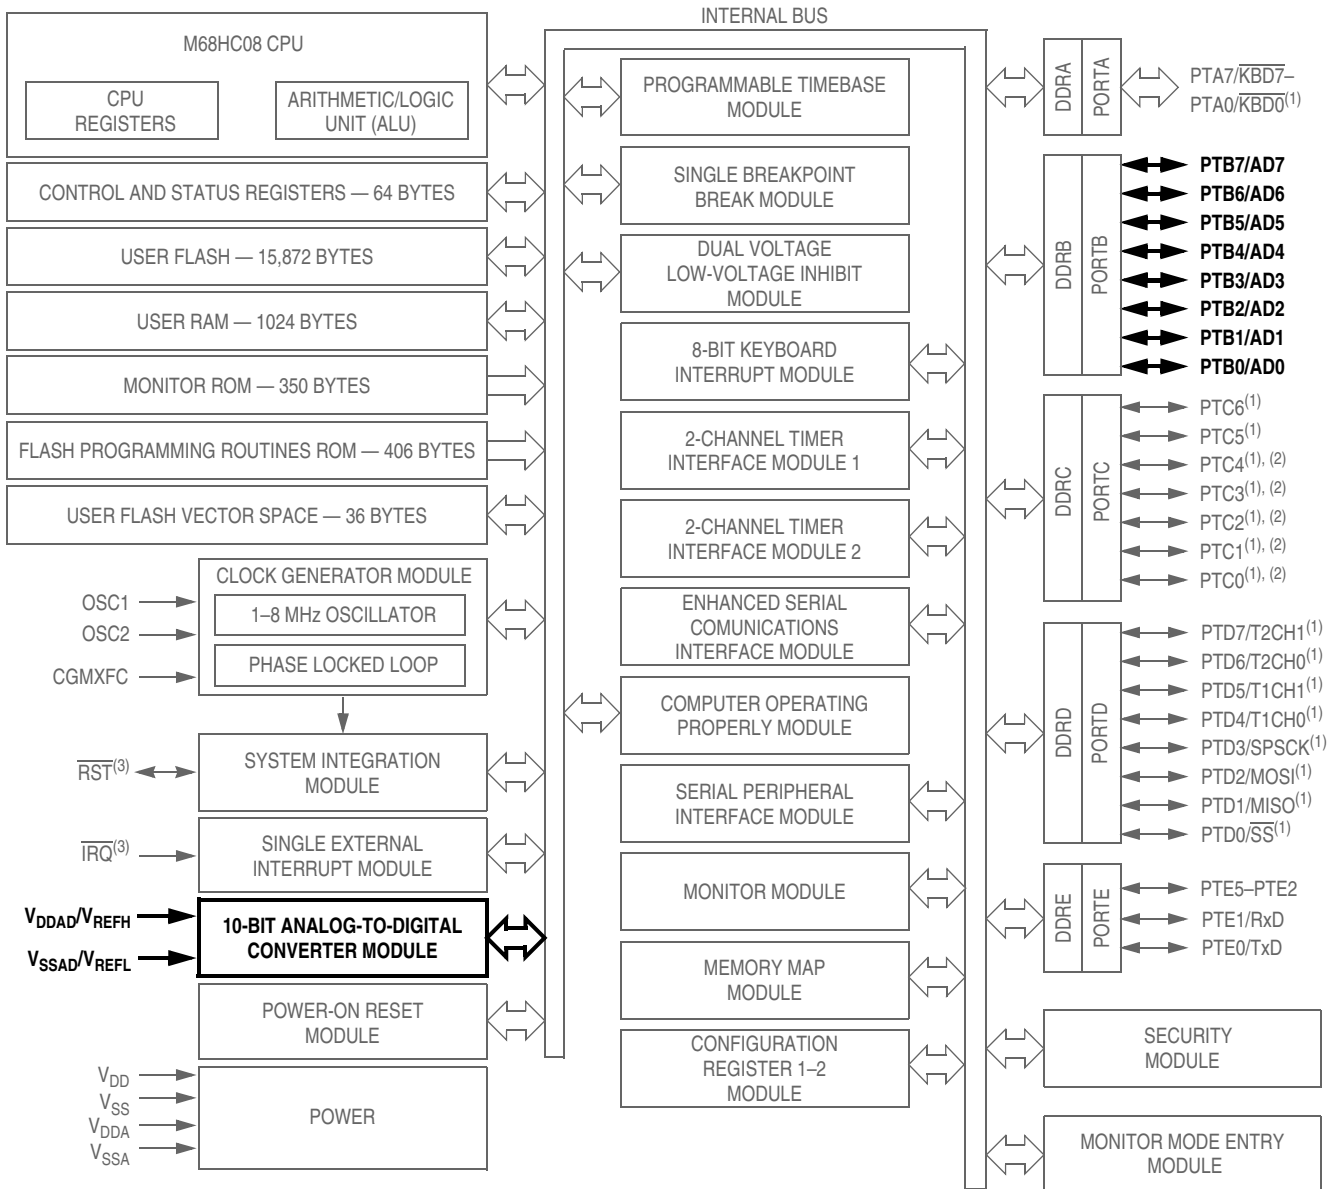 INTERNAL BUS
M68HC08 CPU
CPU
REGISTERS
ARITHMETIC/LOGIC
UNIT (ALU)
CONTROL AND STATUS REGISTERS — 64 BYTES
USER FLASH — 15,872 BYTES
USER RAM — 1024 BYTES
MONITOR ROM — 350 BYTES
FLASH PROGRAMMING ROUTINES ROM — 406 BYTES
USER FLASH VECTOR SPACE — 36 BYTES
CLOCK GENERATOR MODULE
1–8 MHz OSCILLATOR
PHASE LOCKED LOOP
OSC1
OSC2
CGMXFC
SYSTEM INTEGRATION
MODULE
RST(3)
SINGLE EXTERNAL
INTERRUPT MODULE
IRQ(3)
10-BIT ANALOG-TO-DIGITAL
CONVERTER MODULE
VDDAD/VREFH
VSSAD/VREFL
POWER-ON RESET
MODULE
POWER
VDD
VSS
VDDA
VSSA
PROGRAMMABLE TIMEBASE
MODULE
SINGLE BREAKPOINT
BREAK MODULE
DUAL VOLTAGE
LOW-VOLTAGE INHIBIT
MODULE
8-BIT KEYBOARD
INTERRUPT MODULE
2-CHANNEL TIMER
INTERFACE MODULE 1
2-CHANNEL TIMER
INTERFACE MODULE 2
ENHANCED SERIAL
COMUNICATIONS
INTERFACE MODULE
COMPUTER OPERATING
PROPERLY MODULE
SERIAL PERIPHERAL
INTERFACE MODULE
MONITOR MODULE
MEMORY MAP
MODULE
CONFIGURATION
REGISTER 1–2
MODULE
DDRA
PORTA
PTA7/KBD7–
PTA0/KBD0(1)
DDRB
PORTB
PTB7/AD7
PTB6/AD6
PTB5/AD5
PTB4/AD4
PTB3/AD3
PTB2/AD2
PTB1/AD1
PTB0/AD0
DDRC
PORTC
PTC6(1)
PTC5(1)
PTC4(1), (2)
PTC3(1), (2)
PTC2(1), (2)
PTC1(1), (2)
PTC0(1), (2)
DDRD
PORTD
PTD7/T2CH1(1)
PTD6/T2CH0(1)
PTD5/T1CH1(1)
PTD4/T1CH0(1)
PTD3/SPSCK(1)
PTD2/MOSI(1)
PTD1/MISO(1)
PTD0/SS(1)
DDRE
PORTE
PTE5–PTE2
PTE1/RxD
PTE0/TxD
SECURITY
MODULE
MONITOR MODE ENTRY
MODULE